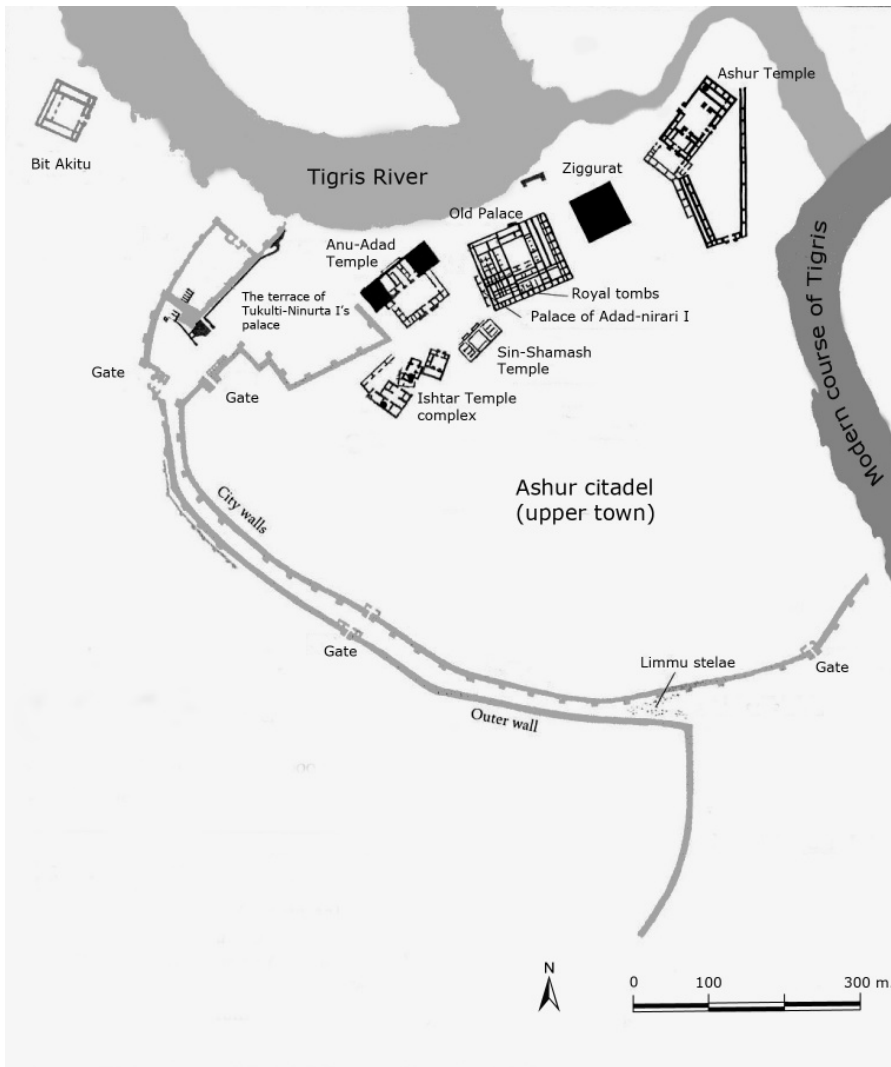 Ashur Temple
Bit Akitu
Tigris River
Ziggurat
Old Palace
Anu-Adad
Temple
Royal tombs
The terrace of
Tukulti-Ninurta I's
palace
Palace of Adad-nirari I
Sin-Shamash
Temple
Gate
Gate
Ishtar Temple
complex
Modern course of Tigris
Ashur citadel
(upper town)
City walls
Gate
Limmu stelae
Gate
Outer wall
N
0 100 300 m.